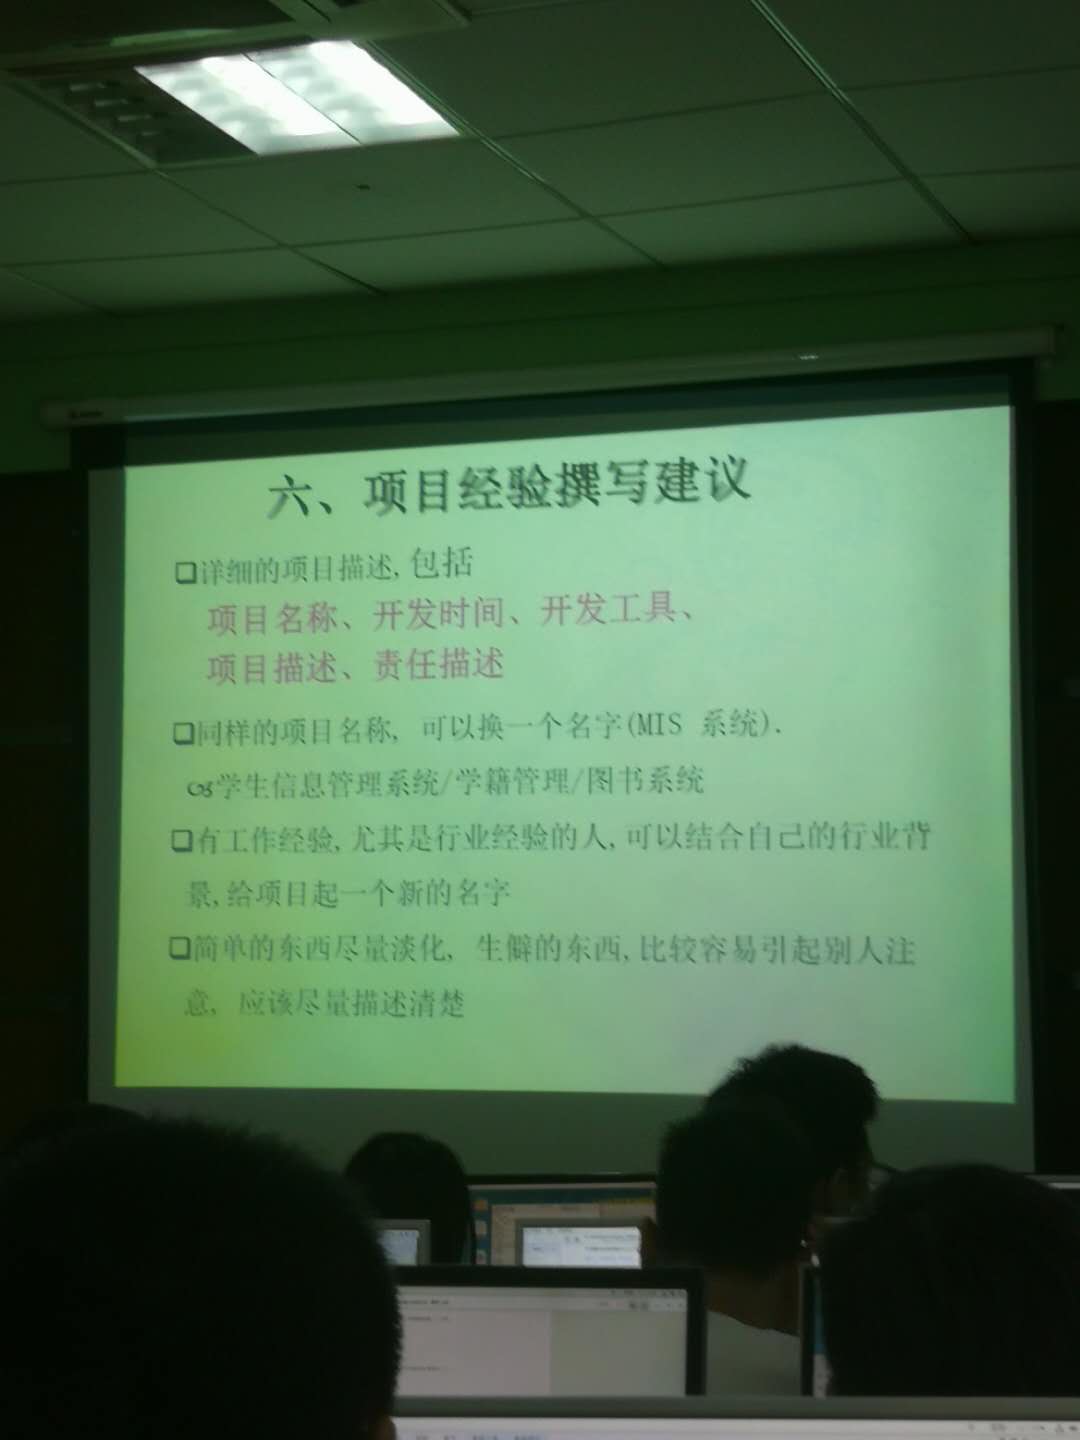 六、项目经验撰写建议
详细的项目描述,包括
项目名称、开发时间、开发工具、
项目描述、责任描述
同样的项目名称, 可以换一个名字(MIS 系统).
学生信息管理系统/学籍管理/图书系统
有工作经验,尤其是行业经验的人,可以结合自己的行业背
景,给项目起一个新的名字
简单的东西尽量淡化, 生僻的东西,比较容易引起别人注
意, 应该尽量描述清楚